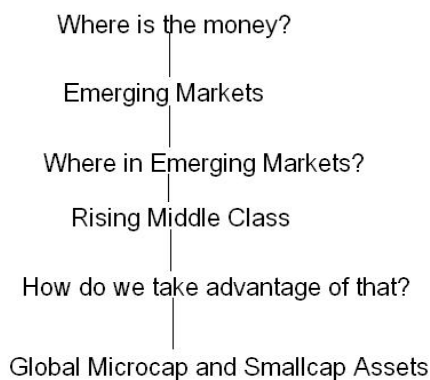 Where is the money?
Emerging Markets
Where in Emerging Markets?
Rising Middle Class
How do we take advantage of that?
Global Microcap and Smallcap Assets